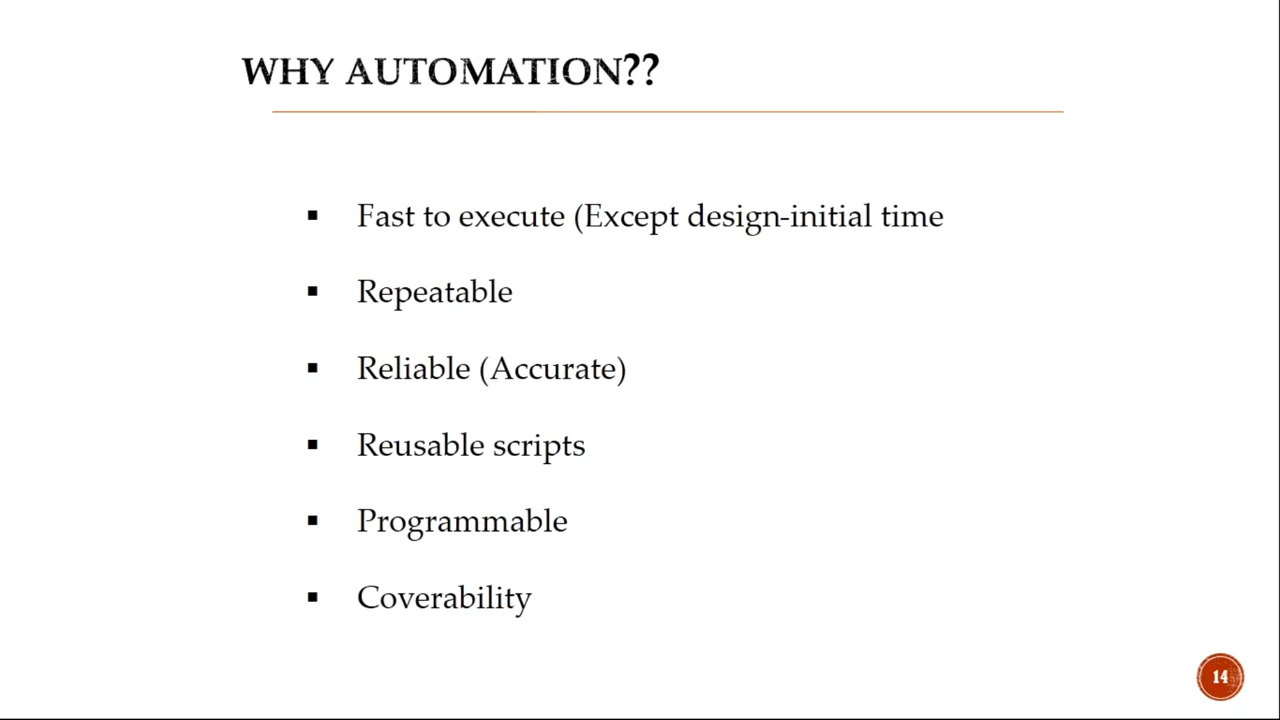 WHY AUTOMATION??
▪ Fast to execute (Except design-initial time
▪ Repeatable
▪ Reliable (Accurate)
▪ Reusable scripts
▪ Programmable
▪ Coverability
14